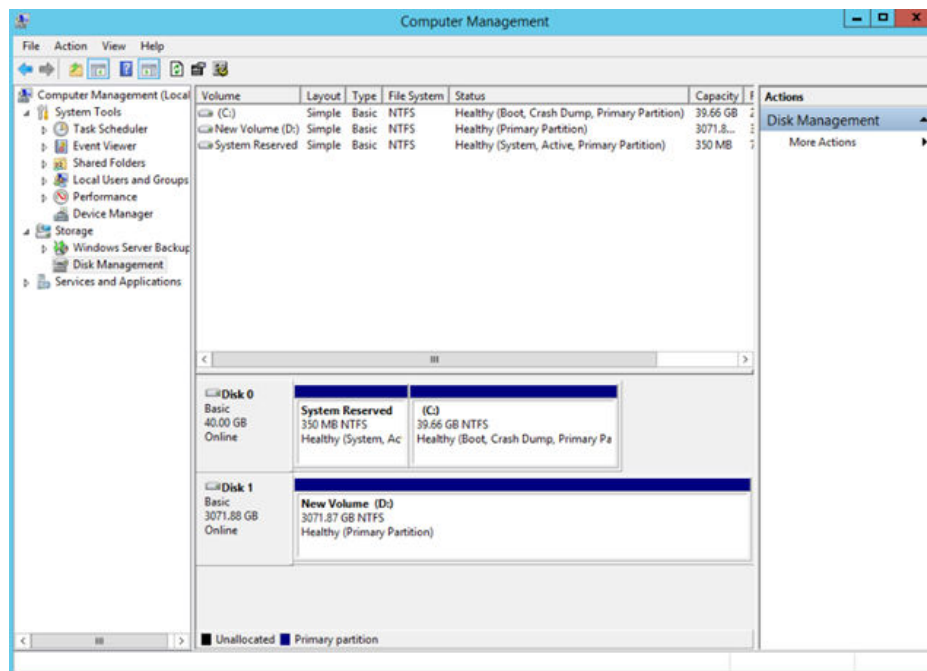 Computer Management
File Action View Help
Computer Management (Local
System Tools
Task Scheduler
Event Viewer
Shared Folders
Local Users and Groups
Performance
Device Manager
Storage
Windows Server Backup
Disk Management
Services and Applications
Volume Layout Type File System Status Capacity F
(C:) Simple Basic NTFS Healthy (Boot, Crash Dump, Primary Partition) 39.66 GB
New Volume (D:) Simple Basic NTFS Healthy (Primary Partition) 3071.8...
System Reserved Simple Basic NTFS Healthy (System, Active, Primary Partition) 350 MB
Disk 0
Basic
40.00 GB
Online
System Reserved
350 MB NTFS
Healthy (System, Ac
(C:)
39.66 GB NTFS
Healthy (Boot, Crash Dump, Primary Pa
Disk 1
Basic
3071.88 GB
Online
New Volume (D:)
3071.87 GB NTFS
Healthy (Primary Partition)
Unallocated Primary partition
Actions
Disk Management
More Actions